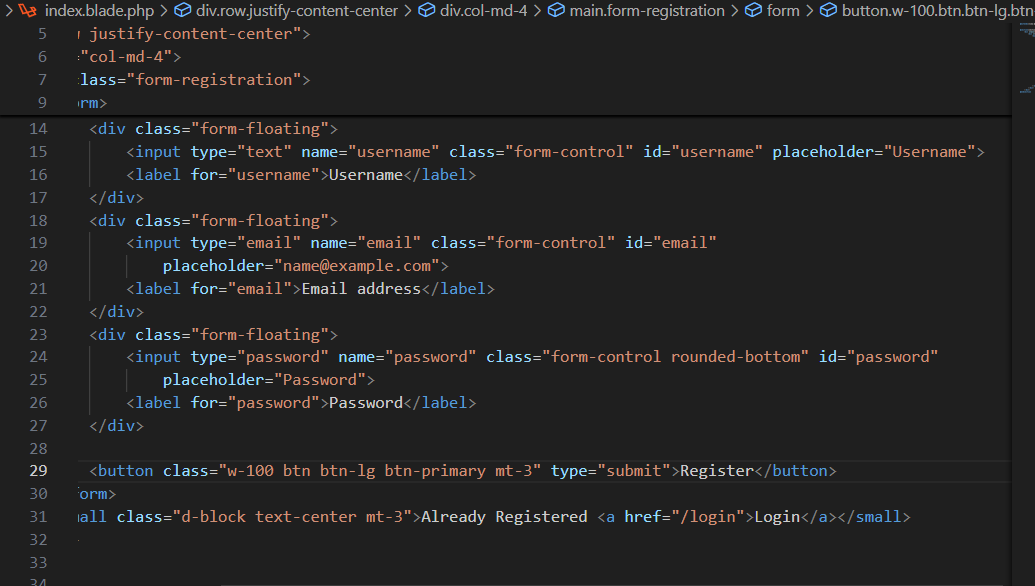 index.blade.php > div.row.justify-content-center > div.col-md-4 > main.form-registration > form > button.w-100.btn.btn-lg.btn
5 justify-content-center">
6 ="col-md-4">
7 lass="form-registration">
9 rm>
14 <div class="form-floating">
15 <input type="text" name="username" class="form-control" id="username" placeholder="Username">
16 <label for="username">Username</label>
17 </div>
18 <div class="form-floating">
19 <input type="email" name="email" class="form-control" id="email"
20 placeholder="name@example.com">
21 <label for="email">Email address</label>
22 </div>
23 <div class="form-floating">
24 <input type="password" name="password" class="form-control rounded-bottom" id="password"
25 placeholder="Password">
26 <label for="password">Password</label>
27 </div>
28
29 <button class="w-100 btn btn-lg btn-primary mt-3" type="submit">Register</button>
30 orm>
31 all class="d-block text-center mt-3">Already Registered <a href="/login">Login</a></small>
32
33
34